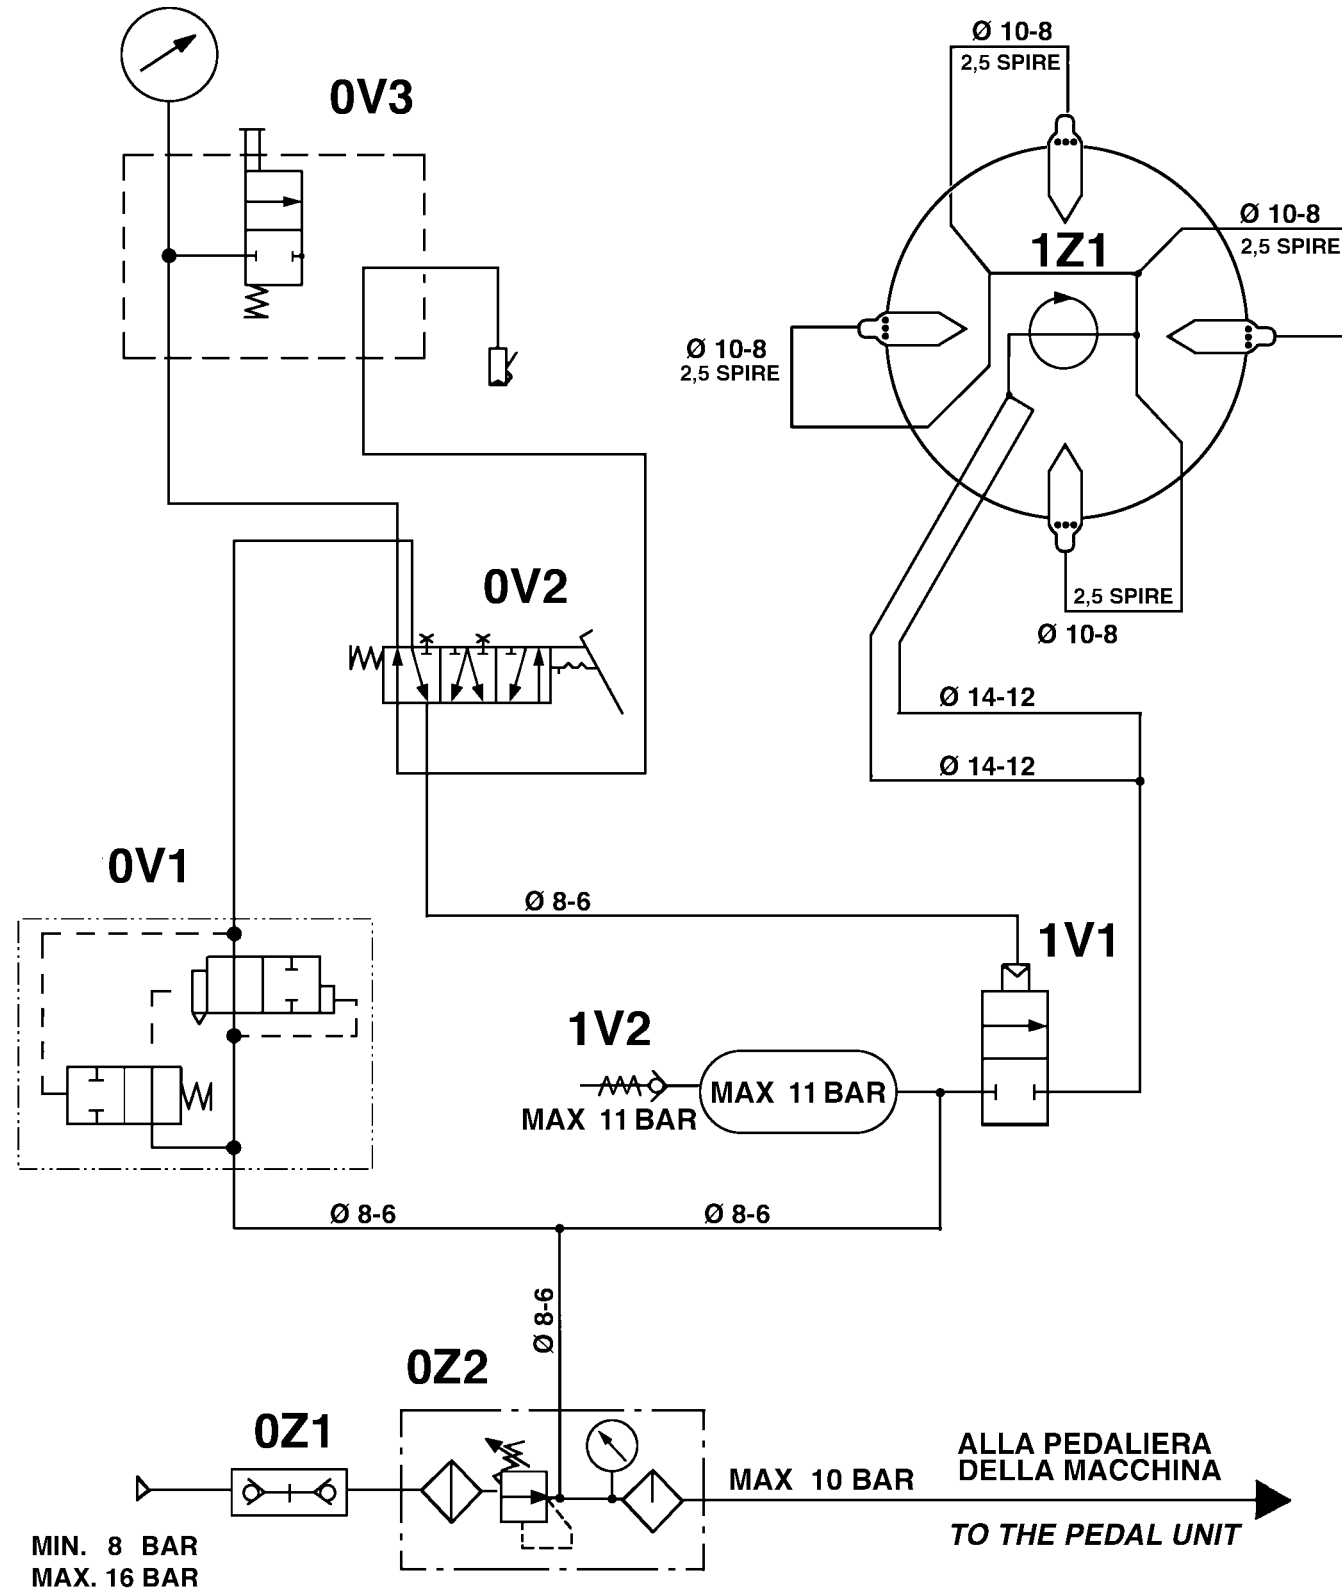 0V3
Ø 10-8
2,5 SPIRE
1Z1
Ø 10-8
2,5 SPIRE
Ø 10-8
2,5 SPIRE
2,5 SPIRE
Ø 10-8
0V2
Ø 14-12
Ø 14-12
0V1
Ø 8-6
1V1
1V2
MAX 11 BAR
MAX 11 BAR
Ø 8-6
Ø 8-6
Ø 8-6
0Z2
0Z1
MAX 10 BAR
ALLA PEDALIERA
DELLA MACCHINA
TO THE PEDAL UNIT
MIN. 8 BAR
MAX. 16 BAR